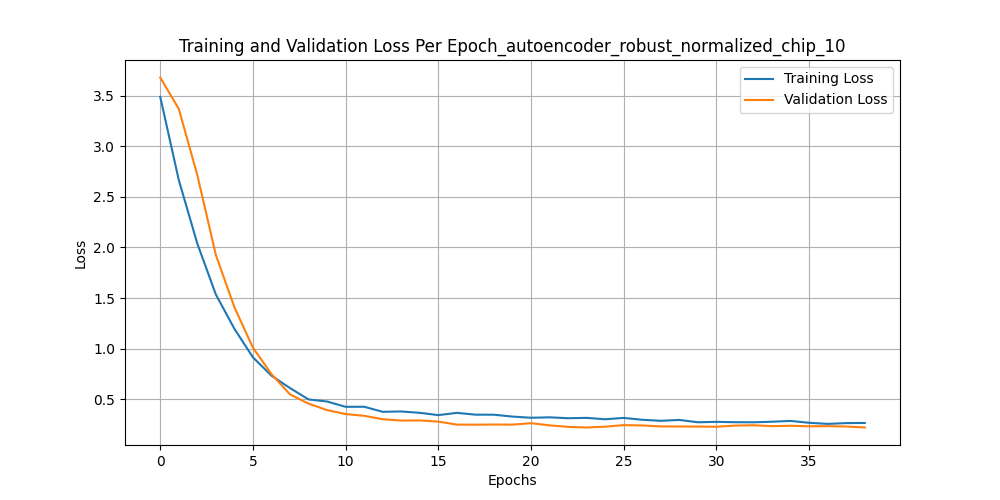 Training and Validation Loss Per Epoch_autoencoder_robust_normalized_chip_10
Training Loss
Validation Loss
3.5
3.0
2.5
2.0
1.5
1.0
0.5
Loss
0 5 10 15 20 25 30 35
Epochs